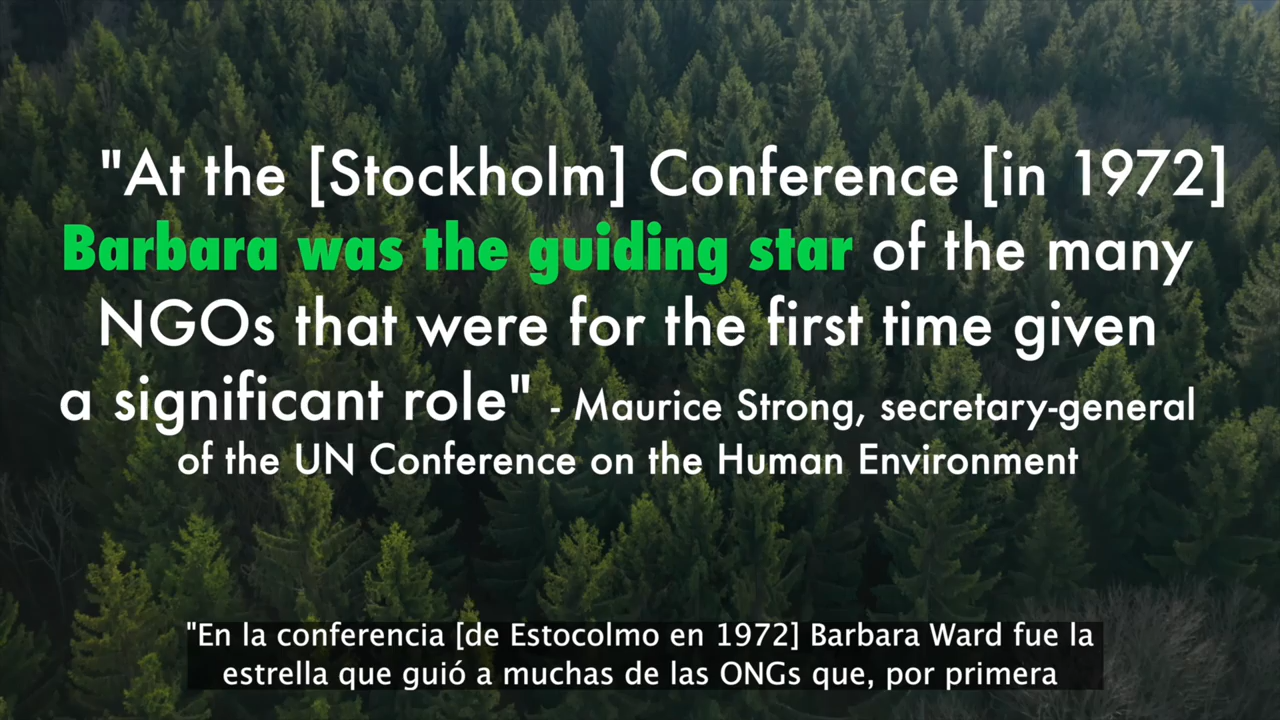 "At the [Stockholm] Conference [in 1972]
Barbara was the guiding star of the many
NGOs that were for the first time given
a significant role" - Maurice Strong, secretary-general
of the UN Conference on the Human Environment
"En la conferencia [de Estocolmo en 1972] Barbara Ward fue la
estrella que guió a muchas de las ONGs que, por primera